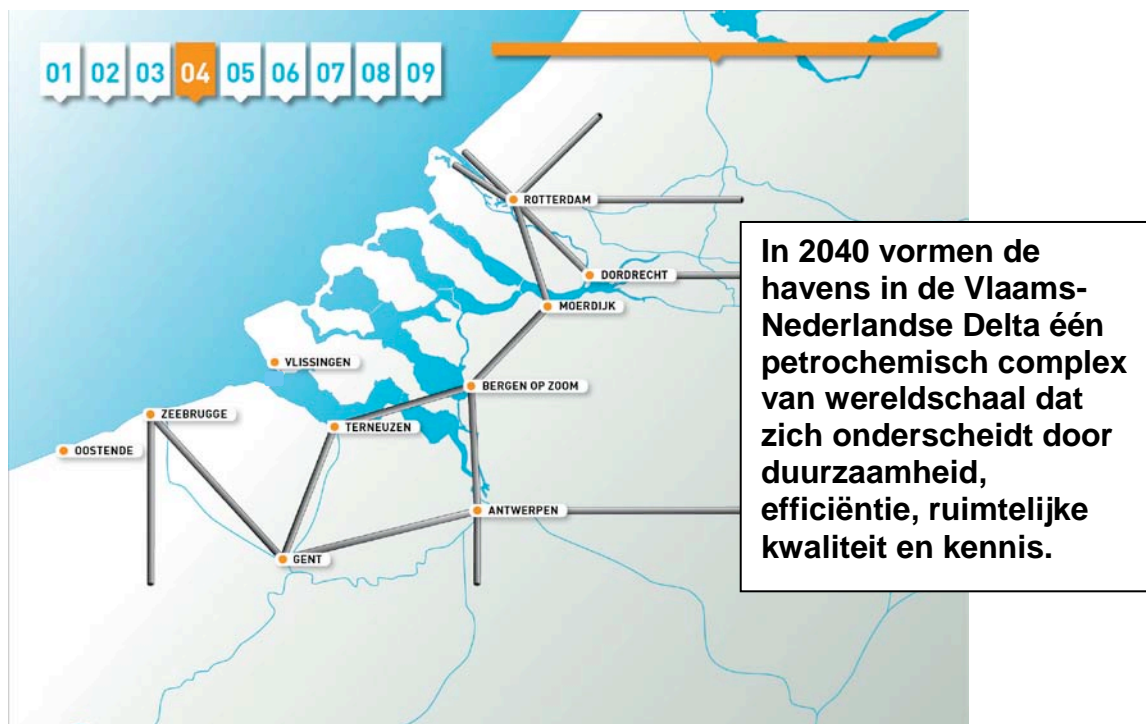 01 02 03 04 05 06 07 08 09
ROTTERDAM
DORDRECHT
MOERDIJK
VLISSINGEN
BERGEN OP ZOOM
ZEEBRUGGE
TERNEUZEN
OOSTENDE
ANTWERPEN
GENT
In 2040 vormen de
havens in de Vlaams-
Nederlandse Delta één
petrochemisch complex
van wereldschaal dat
zich onderscheidt door
duurzaamheid,
efficiëntie, ruimtelijke
kwaliteit en kennis.